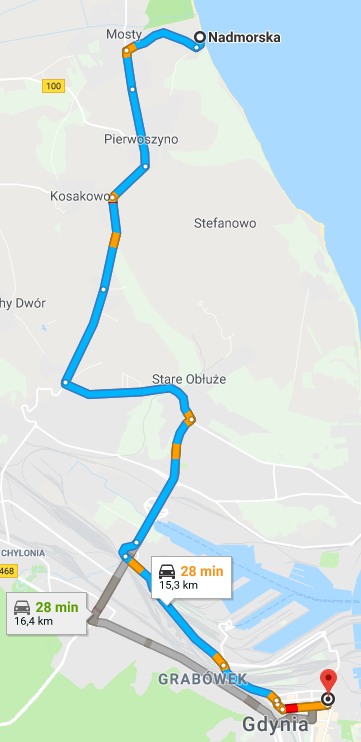 Mosty
Nadmorska
100
Pierwoszyno
Kosakowo
Stefanowo
hy Dwór
Stare Obłuże
CHYLONIA
468
28 min
15,3 km
28 min
16,4 km
GRABÓWEK
Gdynia